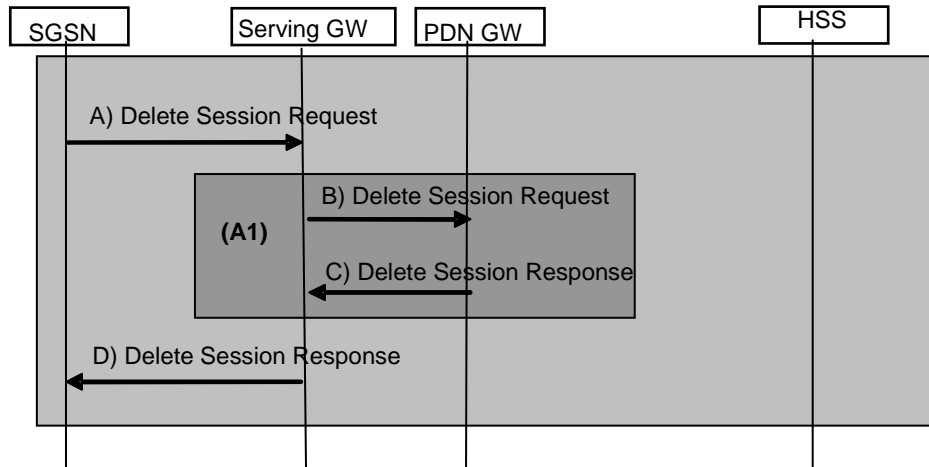 SGSN
Serving GW
PDN GW
HSS
A) Delete Session Request
B) Delete Session Request
(A1)
C) Delete Session Response
D) Delete Session Response